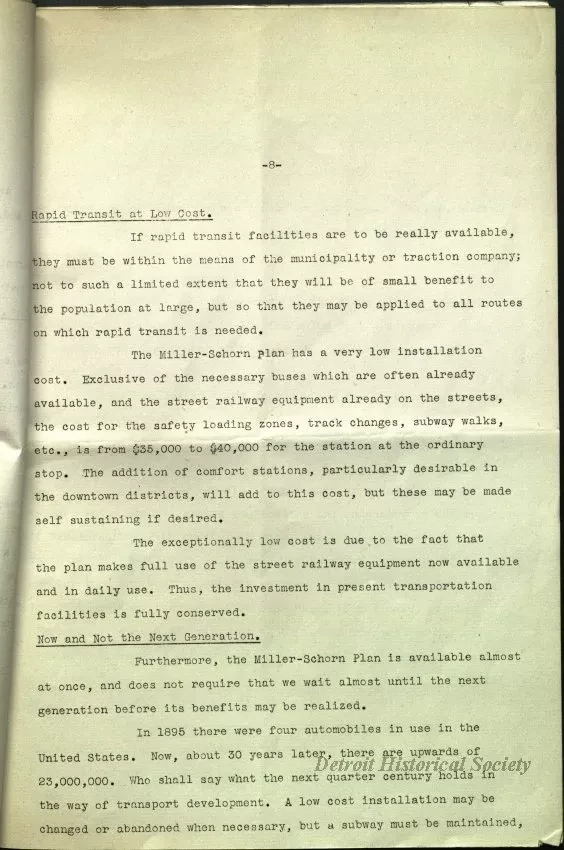 -8-
Rapid Transit at Low Cost.
If rapid transit facilities are to be really available,
they must be within the means of the municipality or traction company;
not to such a limited extent that they will be of small benefit to
the population at large, but so that they may be applied to all routes
on which rapid transit is needed.
The Miller-Schorn Plan has a very low installation
cost. Exclusive of the necessary buses which are often already
available, and the street railway equipment already on the streets,
the cost for the safety loading zones, track changes, subway walks,
etc., is from $35,000 to $40,000 for the station at the ordinary
stop. The addition of comfort stations, particularly desirable in
the downtown districts, will add to this cost, but these may be made
self sustaining if desired.
The exceptionally low cost is due to the fact that
the plan makes full use of the street railway equipment now available
and in daily use. Thus, the investment in present transportation
facilities is fully conserved.
Now and Not the Next Generation.
Furthermore, the Miller-Schorn Plan is available almost
at once, and does not require that we wait almost until the next
generation before its benefits may be realized.
In 1895 there were four automobiles in use in the
United States. Now, about 30 years later, there are upwards of
Detroit Historical Society
23,000,000. Who shall say what the next quarter century holds in
the way of transport development. A low cost installation may be
changed or abandoned when necessary, but a subway must be maintained,